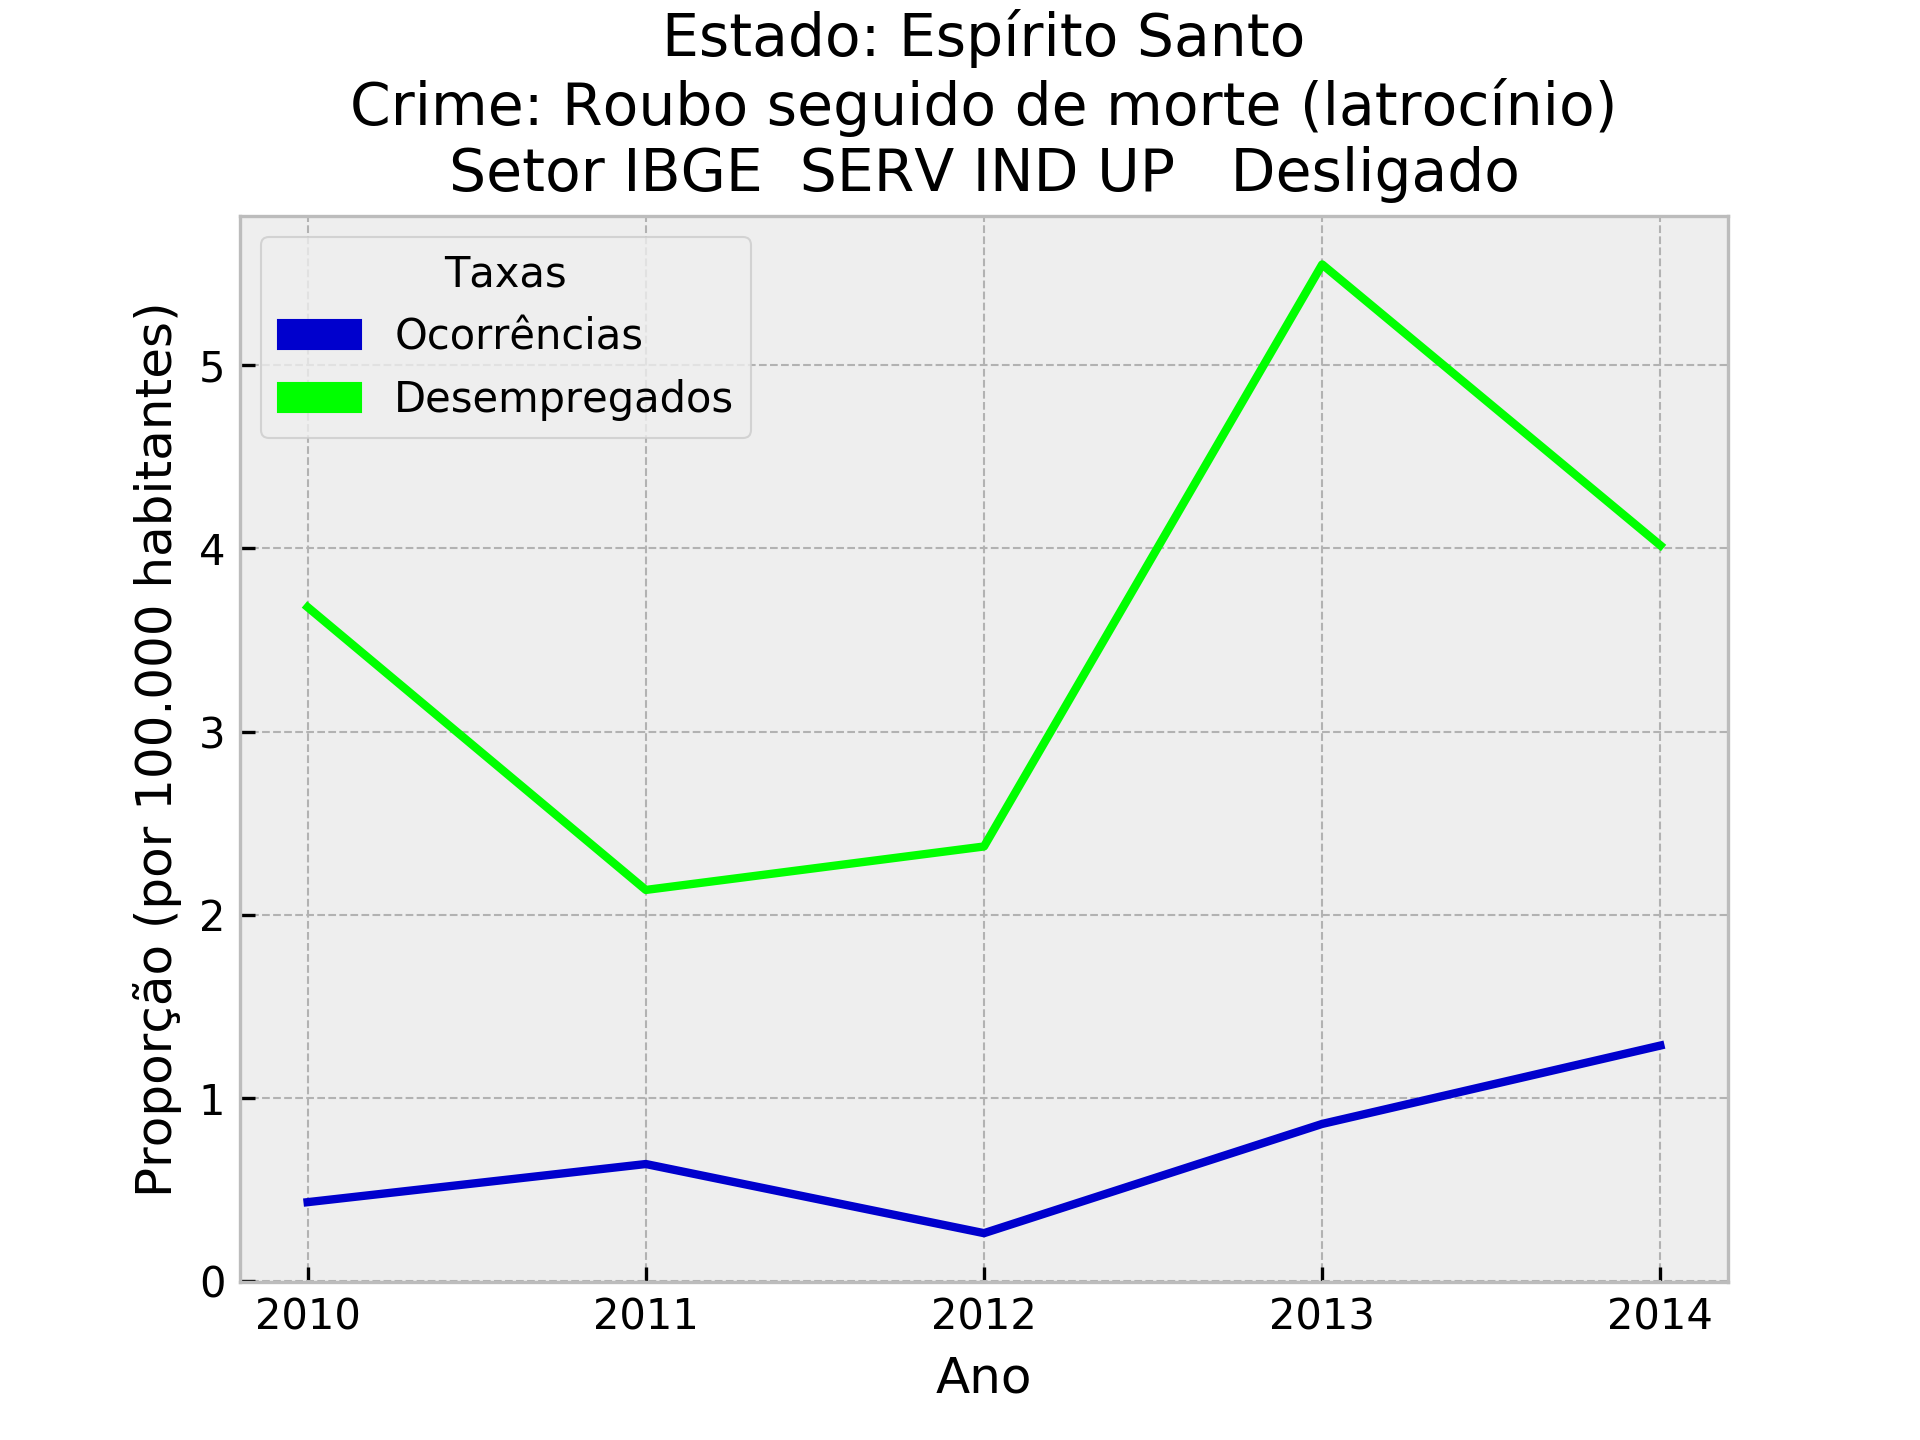 Estado: Espírito Santo
Crime: Roubo seguido de morte (latrocínio)
Setor IBGE  SERV IND UP   Desligado
Taxas
Ocorrências
Desempregados
Proporção (por 100.000 habitantes)
5
4
3
2
1
0
2010 2011 2012 2013 2014
Ano